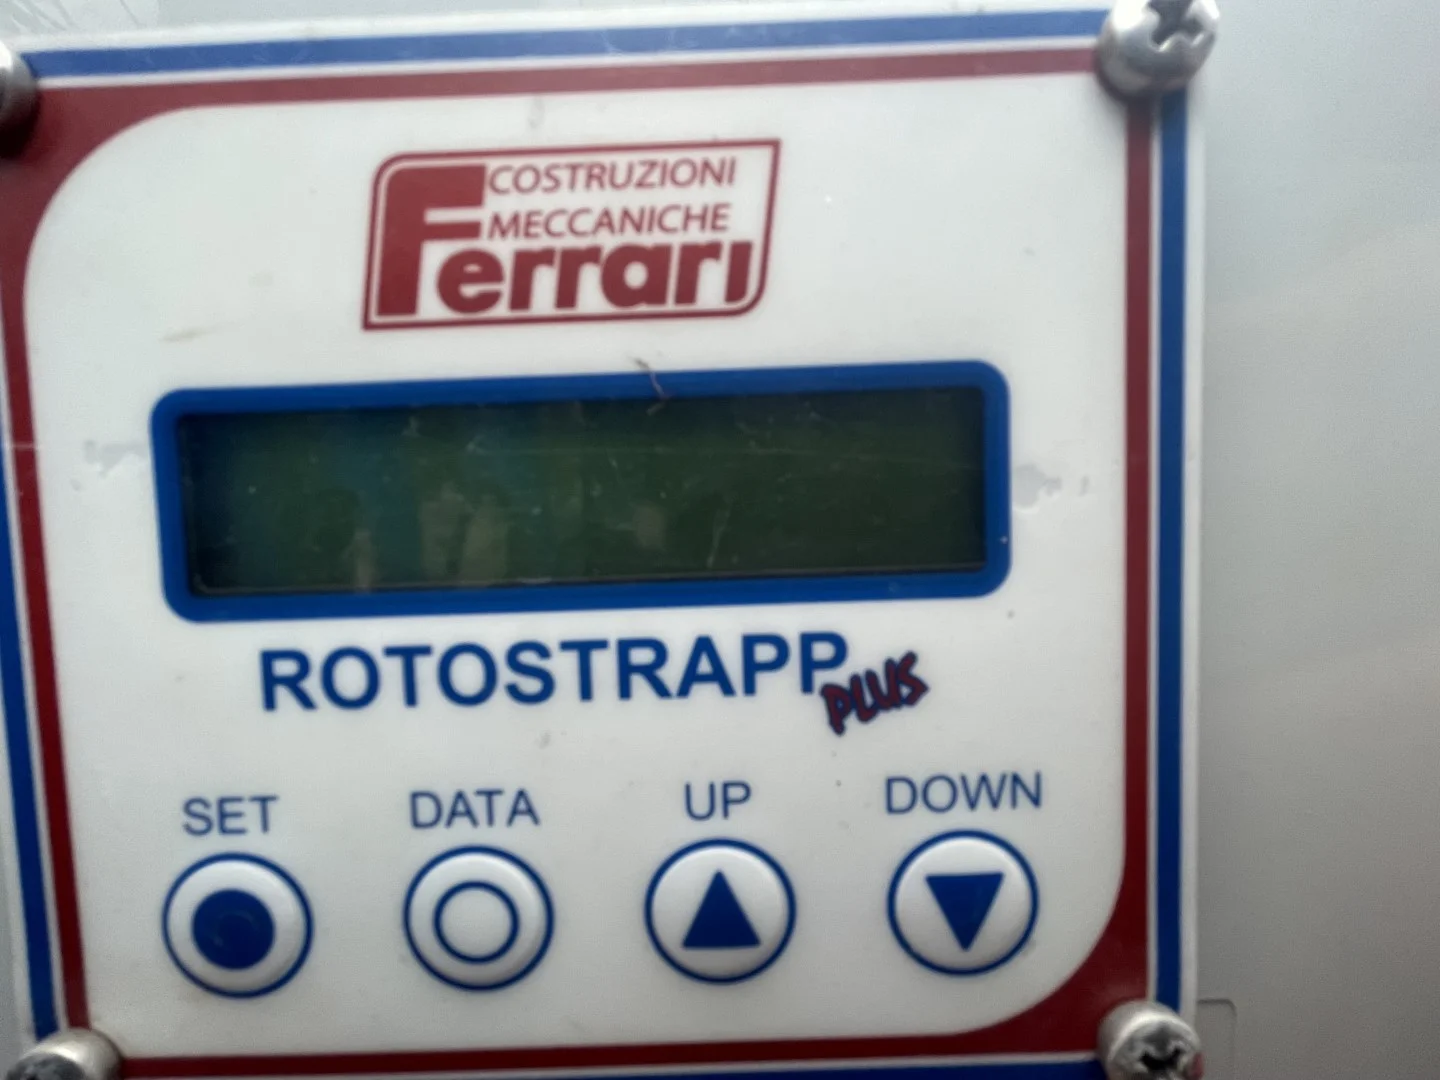 COSTRUZIONI
MECCANICHE
Ferrari
ROTOSTRAPP
PLUS
SET DATA UP DOWN